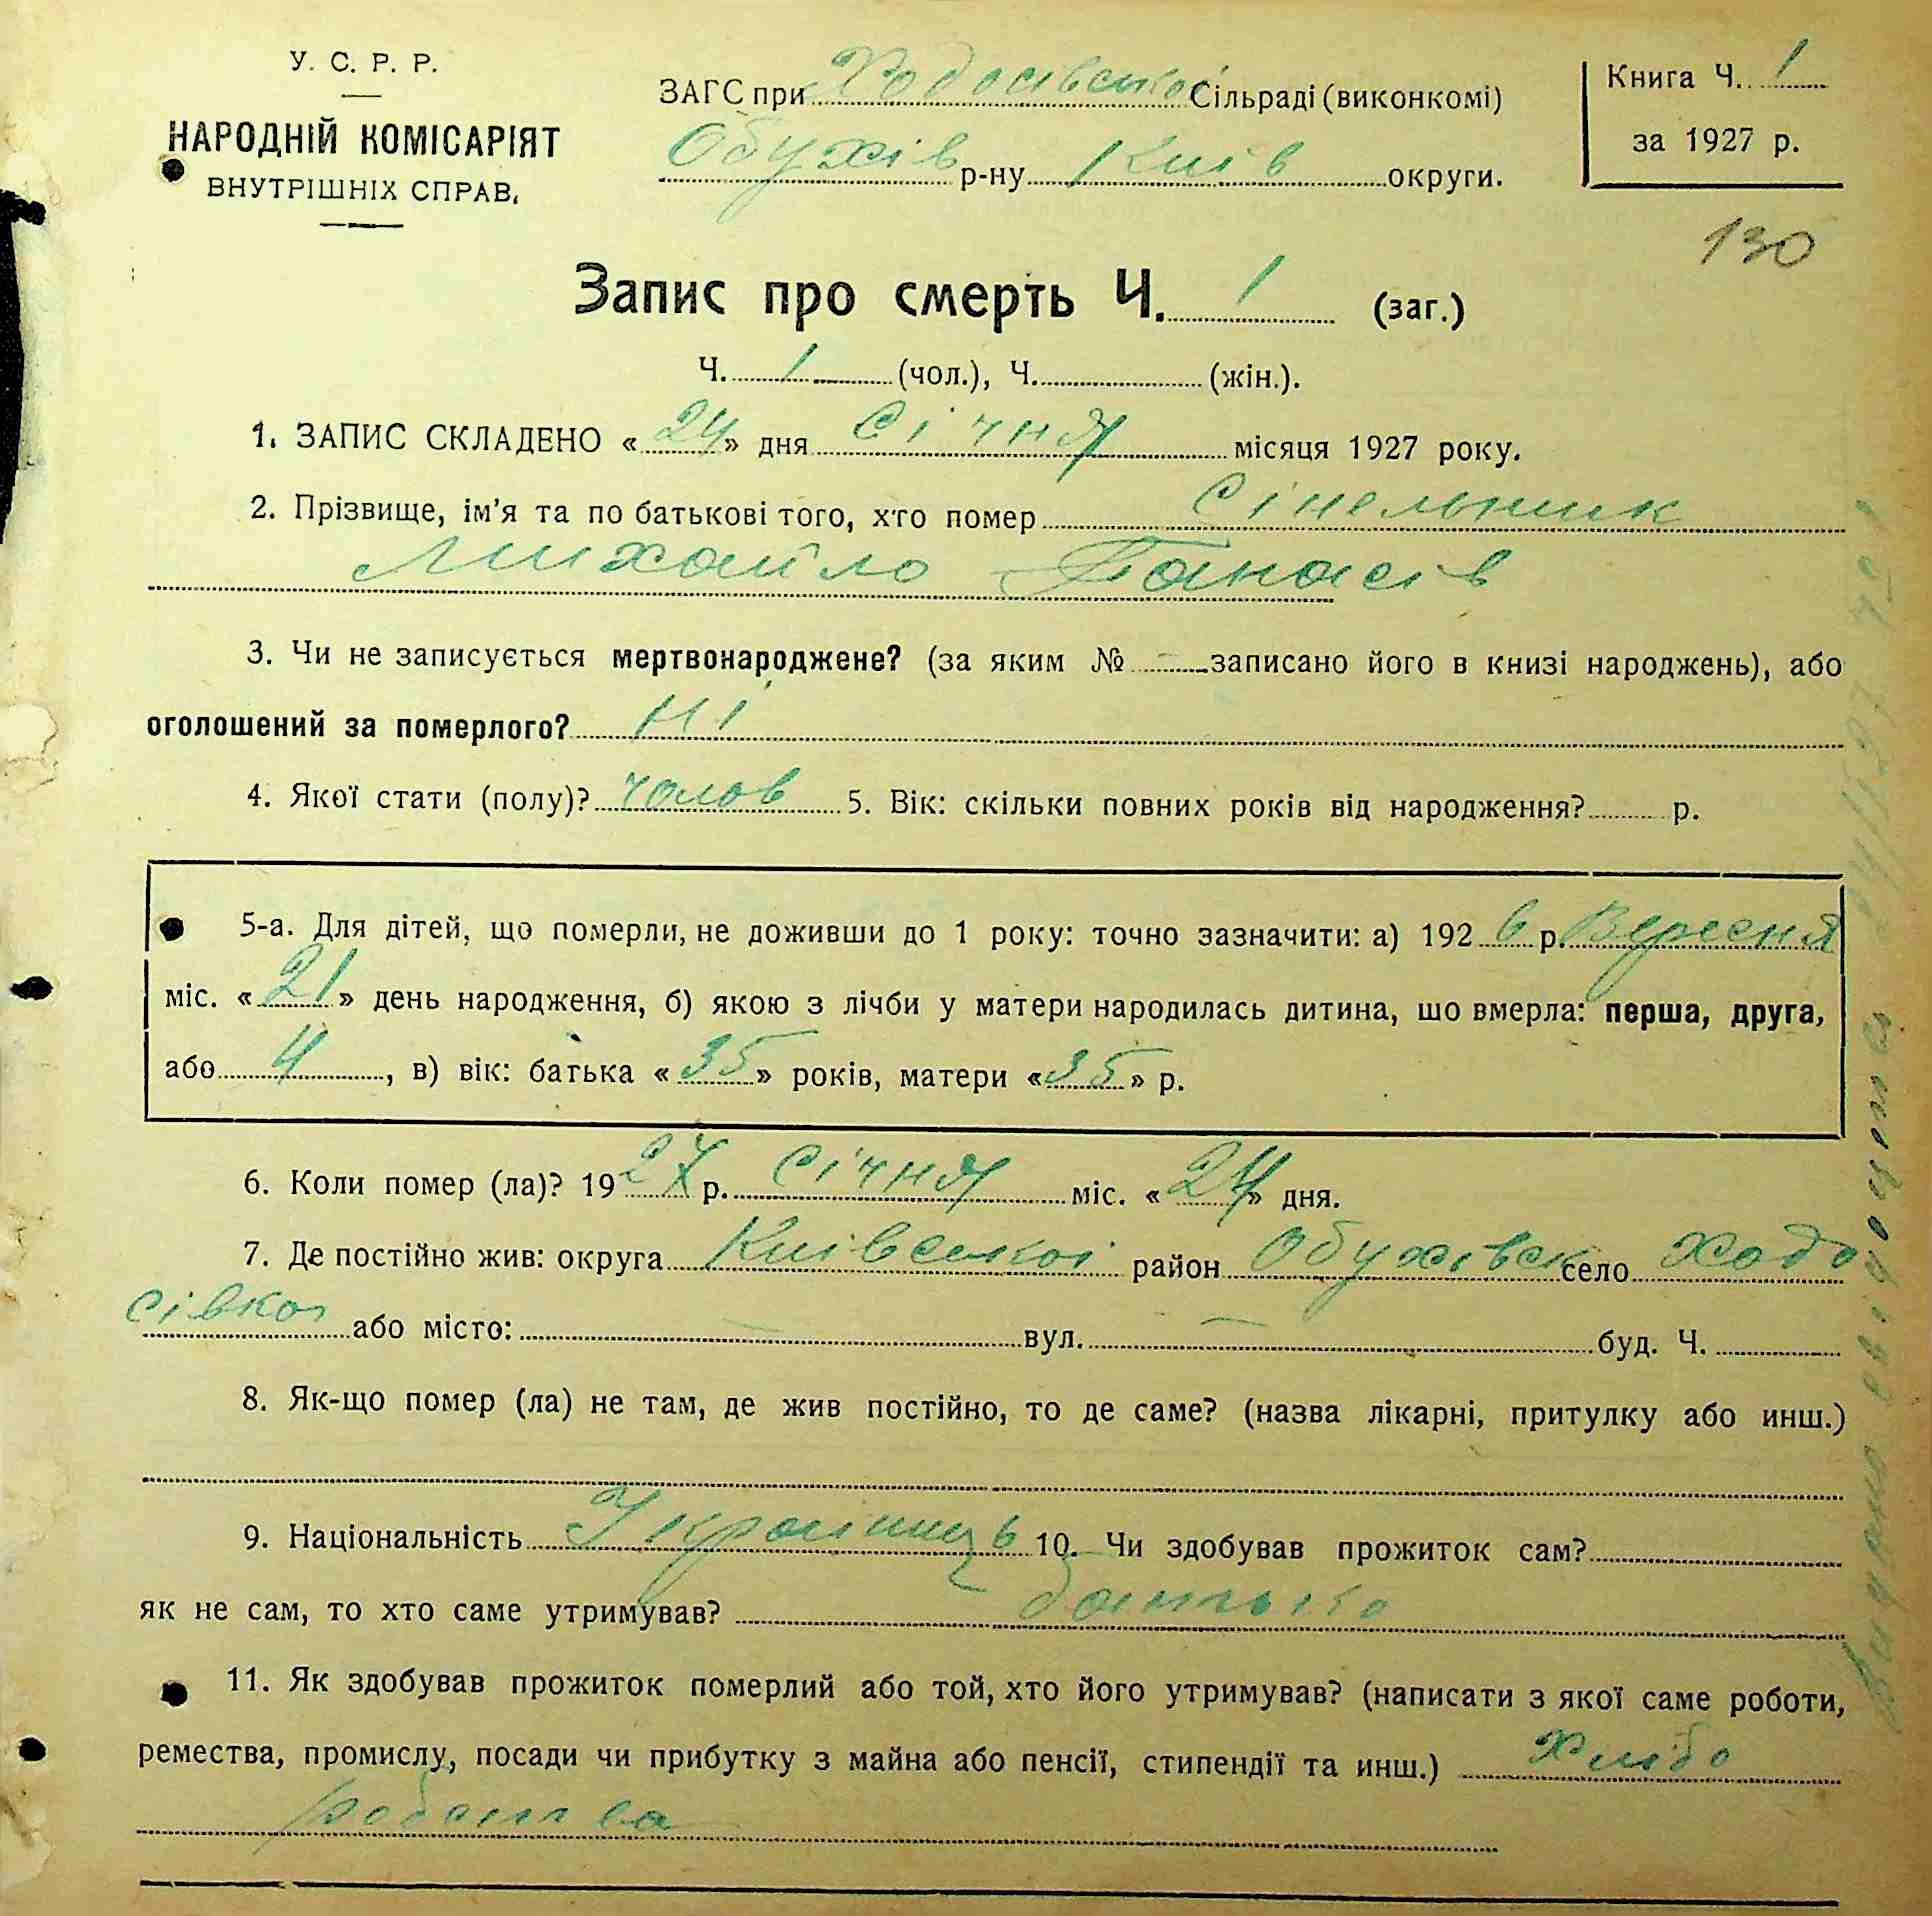 У. С. Р. Р.
НАРОДНІЙ КОМІСАРІЯТ
ВНУТРІШНІХ СПРАВ.
ЗАГС при Ходосівської Сільраді (виконкомі)
Обухів р-ну Київ округи.
Книга Ч. 1
за 1927 р.
130
Запис про смерть Ч. 1 (заг.)
Ч. 1 (чол.), Ч. (жін.).
1. ЗАПИС СКЛАДЕНО « 24 » дня Січня місяця 1927 року.
2. Прізвище, ім'я та по батькові того, хто помер Сінельник
Михайло Панасів
3. Чи не записується мертвонароджене? (за яким № - записано його в книзі народжень), або
оголошений за померлого? Ні
4. Якої стати (полу)? чолов 5. Вік: скільки повних років від народження? р.
5-а. Для дітей, що померли, не доживши до 1 року: точно зазначити: а) 1926 р. Вересня
міс. « 21 » день народження, б) якою з лічби у матери народилась дитина, шо вмерла: перша, друга,
або 4, в) вік: батька « 35 » років, матери « 35 » р.
6. Коли помер (ла)? 1927 р. Січня міс. « 24 » дня.
7. Де постійно жив: округа Київської район Обухівск село Ходо
сівка або місто: — вул. — буд. Ч.
8. Як-що помер (ла) не там, де жив постійно, то де саме? (назва лікарні, притулку або инш.)
9. Національність Українець 10. Чи здобував прожиток сам?
як не сам, то хто саме утримував? батько
11. Як здобував прожиток померлий або той, хто його утримував? (написати з якої саме роботи,
ремества, промислу, посади чи прибутку з майна або пенсії, стипендії та инш.) Хлібо
робства